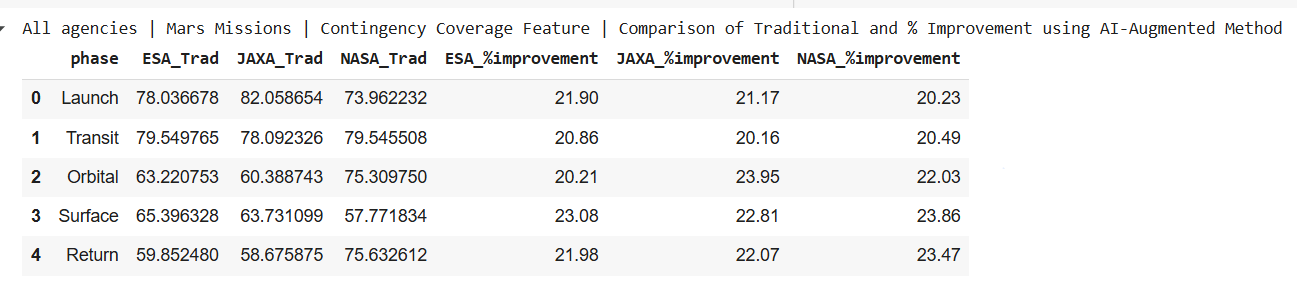 All agencies | Mars Missions | Contingency Coverage Feature | Comparison of Traditional and % Improvement using AI-Augmented Method
phase ESA_Trad JAXA_Trad NASA_Trad ESA_%improvement JAXA_%improvement NASA_%improvement
0 Launch 78.036678 82.058654 73.962232 21.90 21.17 20.23
1 Transit 79.549765 78.092326 79.545508 20.86 20.16 20.49
2 Orbital 63.220753 60.388743 75.309750 20.21 23.95 22.03
3 Surface 65.396328 63.731099 57.771834 23.08 22.81 23.86
4 Return 59.852480 58.675875 75.632612 21.98 22.07 23.47